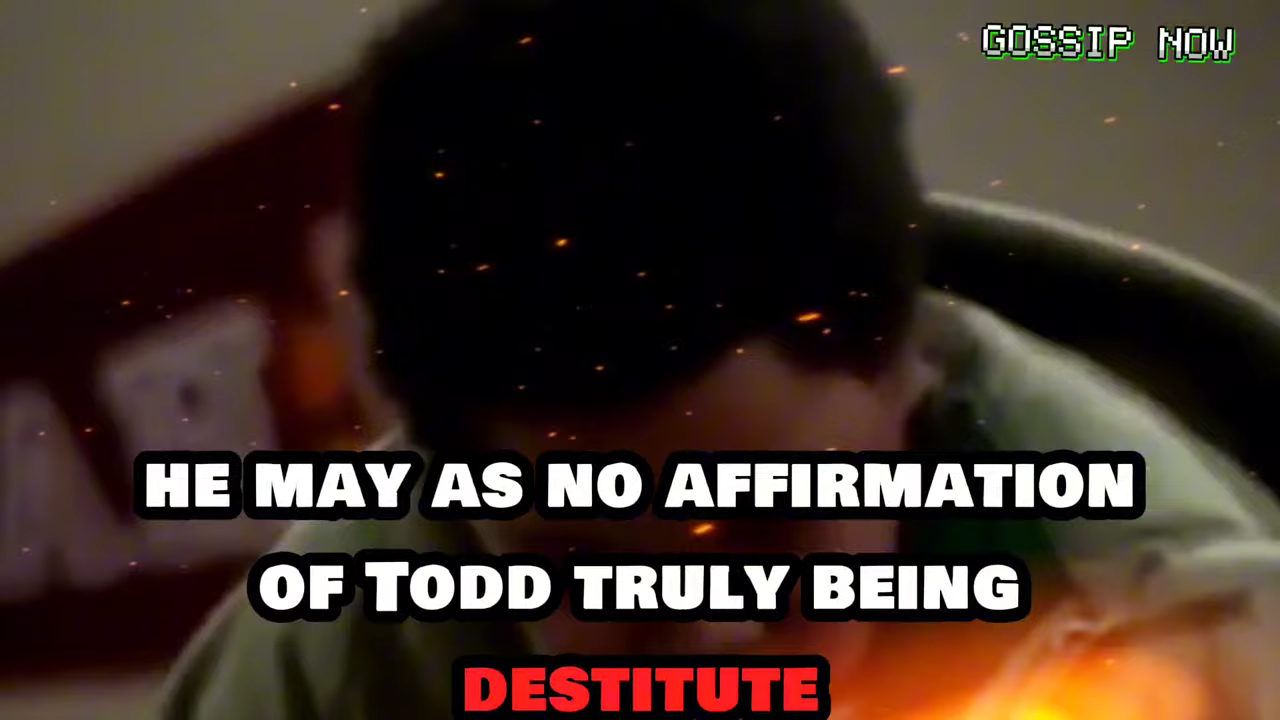 GOSSIP NOW
HE MAY AS NO AFFIRMATION
OF TODD TRULY BEING
DESTITUTE